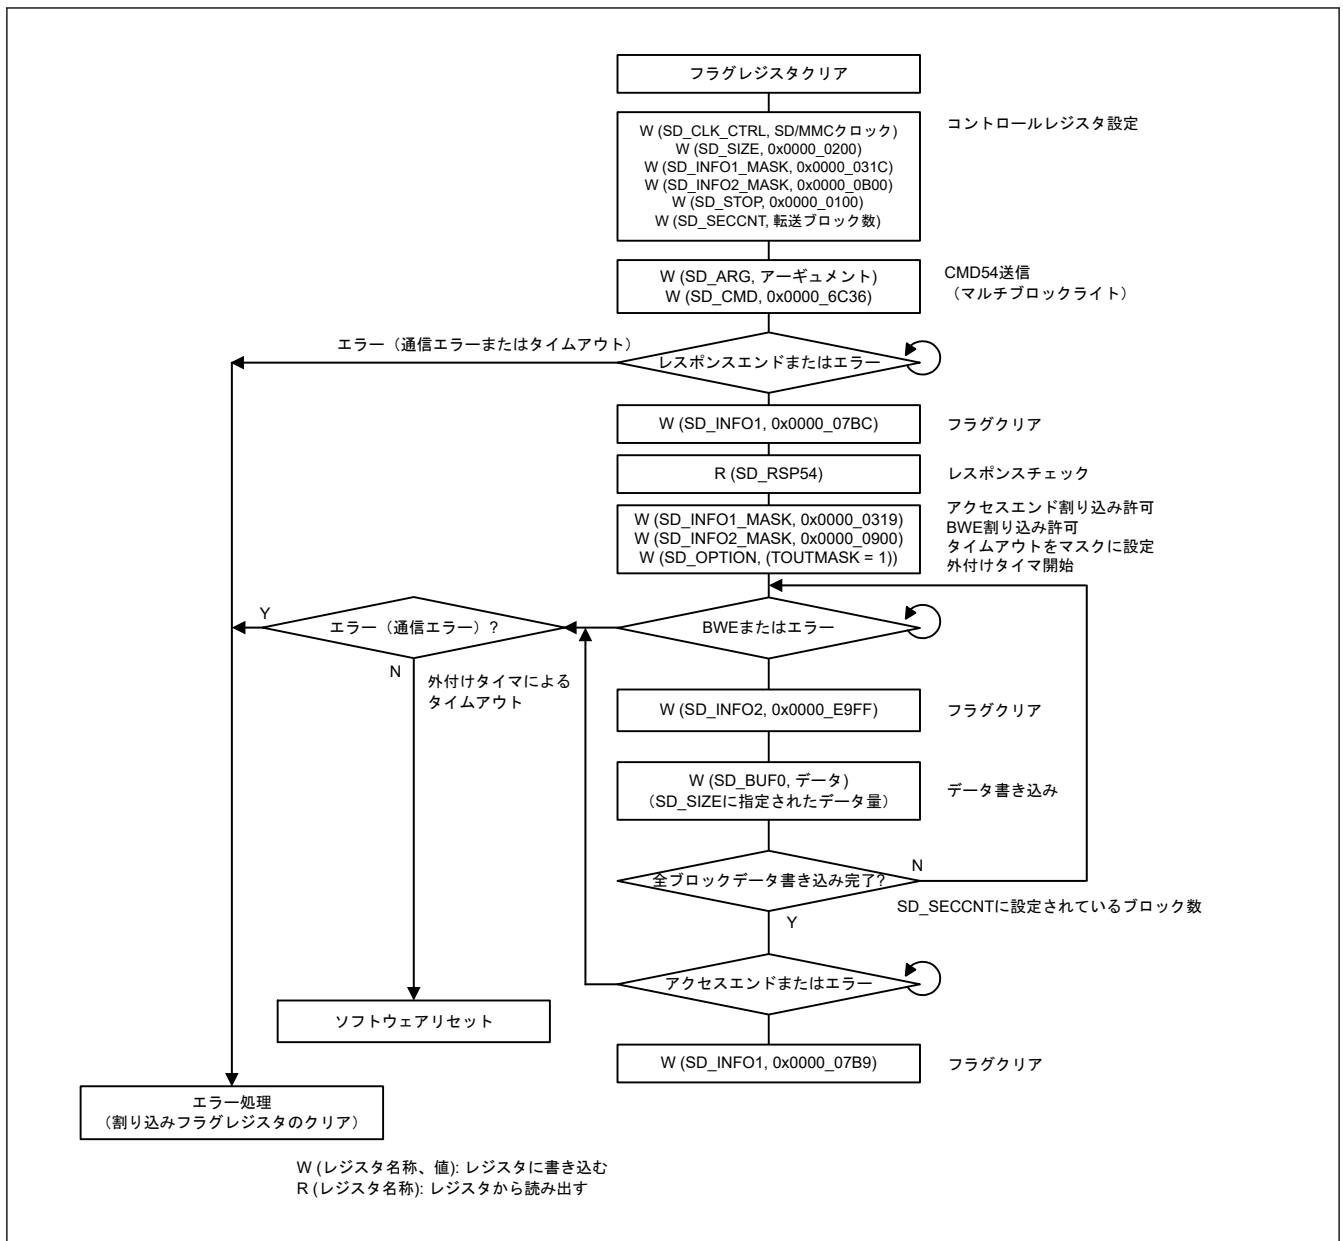 フラグレジスタクリア
W (SD_CLK_CTRL, SD/MMCクロック)
W (SD_SIZE, 0x0000_0200)
W (SD_INFO1_MASK, 0x0000_031C)
W (SD_INFO2_MASK, 0x0000_0B00)
W (SD_STOP, 0x0000_0100)
W (SD_SECCNT, 転送ブロック数)
コントロールレジスタ設定
W (SD_ARG, アーギュメント)
W (SD_CMD, 0x0000_6C36)
CMD54送信
（マルチブロックライト）
エラー（通信エラーまたはタイムアウト）
レスポンスエンドまたはエラー
W (SD_INFO1, 0x0000_07BC)
フラグクリア
R (SD_RSP54)
レスポンスチェック
W (SD_INFO1_MASK, 0x0000_0319)
W (SD_INFO2_MASK, 0x0000_0900)
W (SD_OPTION, (TOUTMASK = 1))
アクセスエンド割り込み許可
BWE割り込み許可
タイムアウトをマスクに設定
外付けタイマ開始
Y
エラー（通信エラー）?
BWEまたはエラー
N
外付けタイマによる
タイムアウト
W (SD_INFO2, 0x0000_E9FF)
フラグクリア
W (SD_BUF0, データ)
（SD_SIZEに指定されたデータ量）
データ書き込み
全ブロックデータ書き込み完了?
N
SD_SECCNTに設定されているブロック数
Y
アクセスエンドまたはエラー
ソフトウェアリセット
W (SD_INFO1, 0x0000_07B9)
フラグクリア
エラー処理
（割り込みフラグレジスタのクリア）
W (レジスタ名称、値): レジスタに書き込む
R (レジスタ名称): レジスタから読み出す